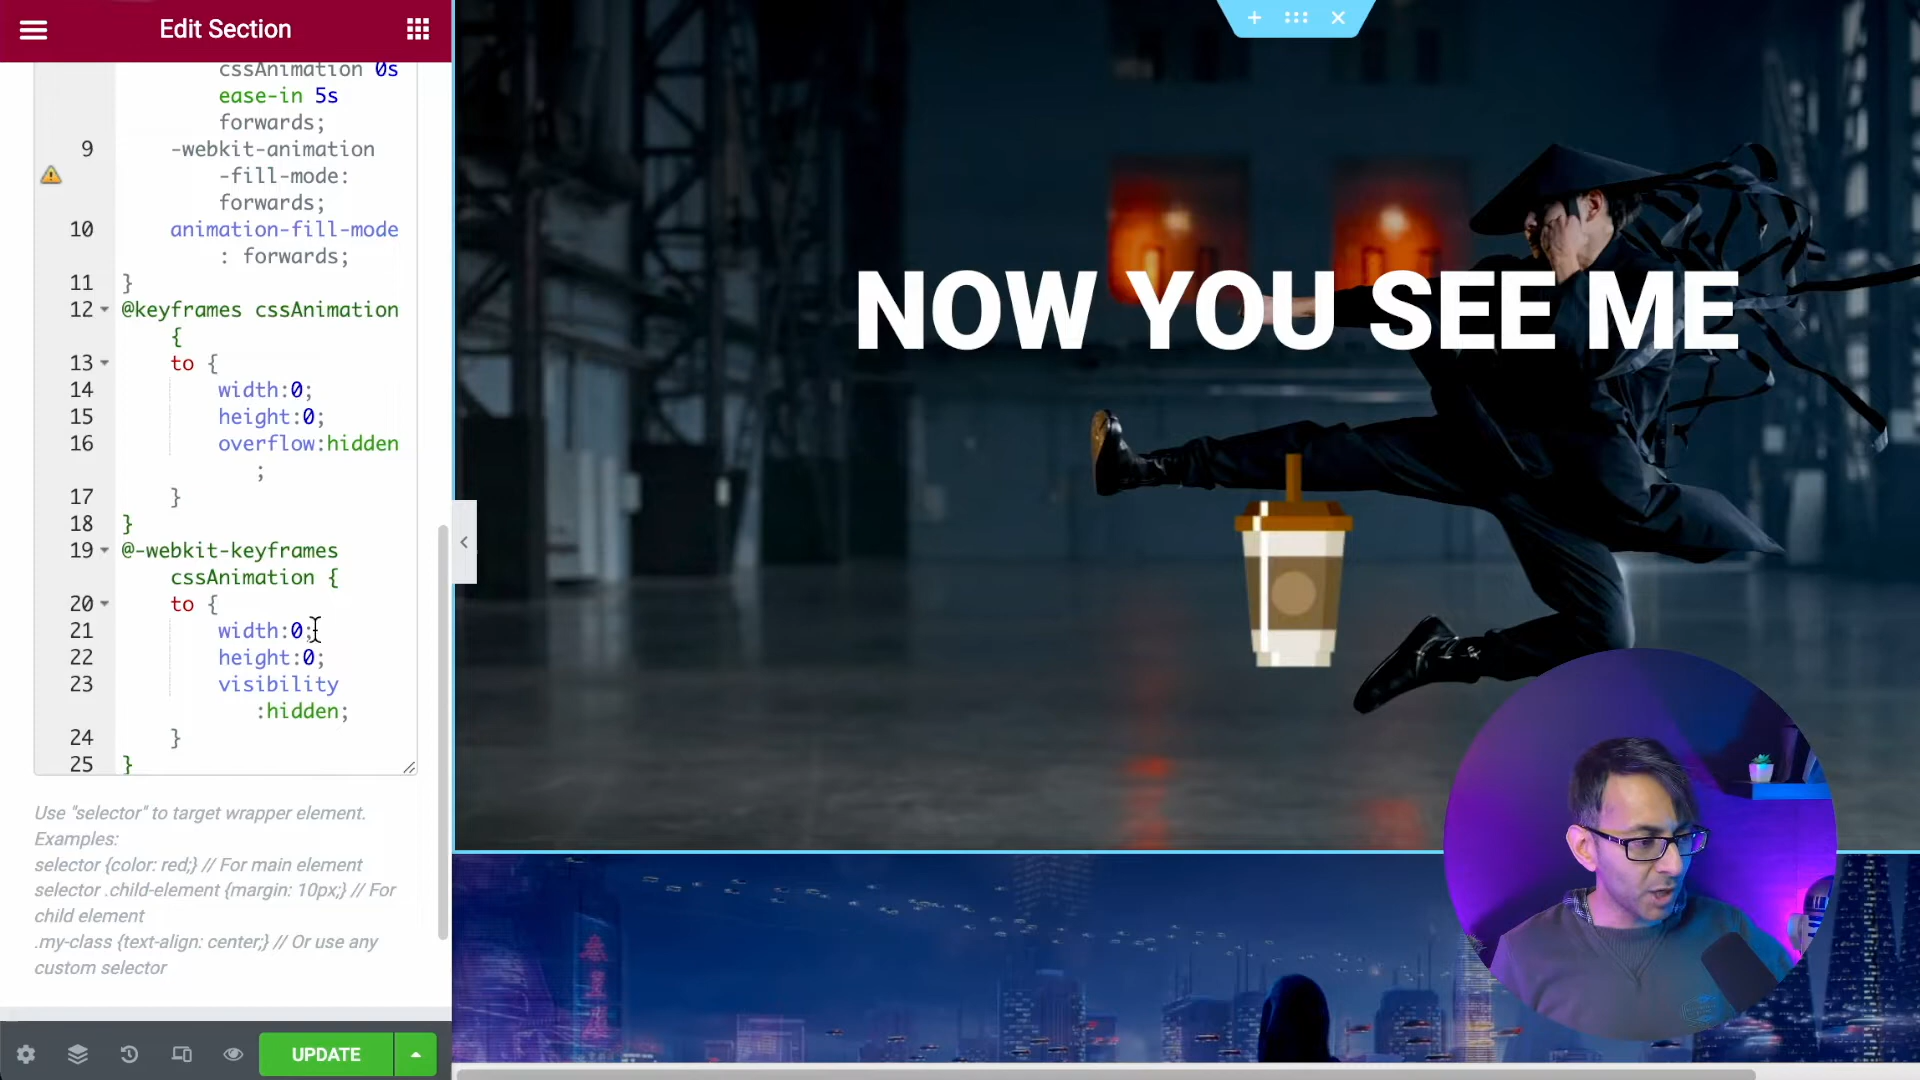 Edit Section
cssAnimation 0s
ease-in 5s
forwards;
9 -webkit-animation
-fill-mode:
forwards;
10 animation-fill-mode
: forwards;
11 }
12 @keyframes cssAnimation
{
13 to {
14 width:0;
15 height:0;
16 overflow:hidden
;
17 }
18 }
19 @-webkit-keyframes
cssAnimation {
20 to {
21 width:0;
22 height:0;
23 visibility
:hidden;
24 }
25 }
Use "selector" to target wrapper element.
Examples:
selector {color: red;} // For main element
selector .child-element {margin: 10px;} // For
child element
.my-class {text-align: center;} // Or use any
custom selector
UPDATE
NOW YOU SEE ME